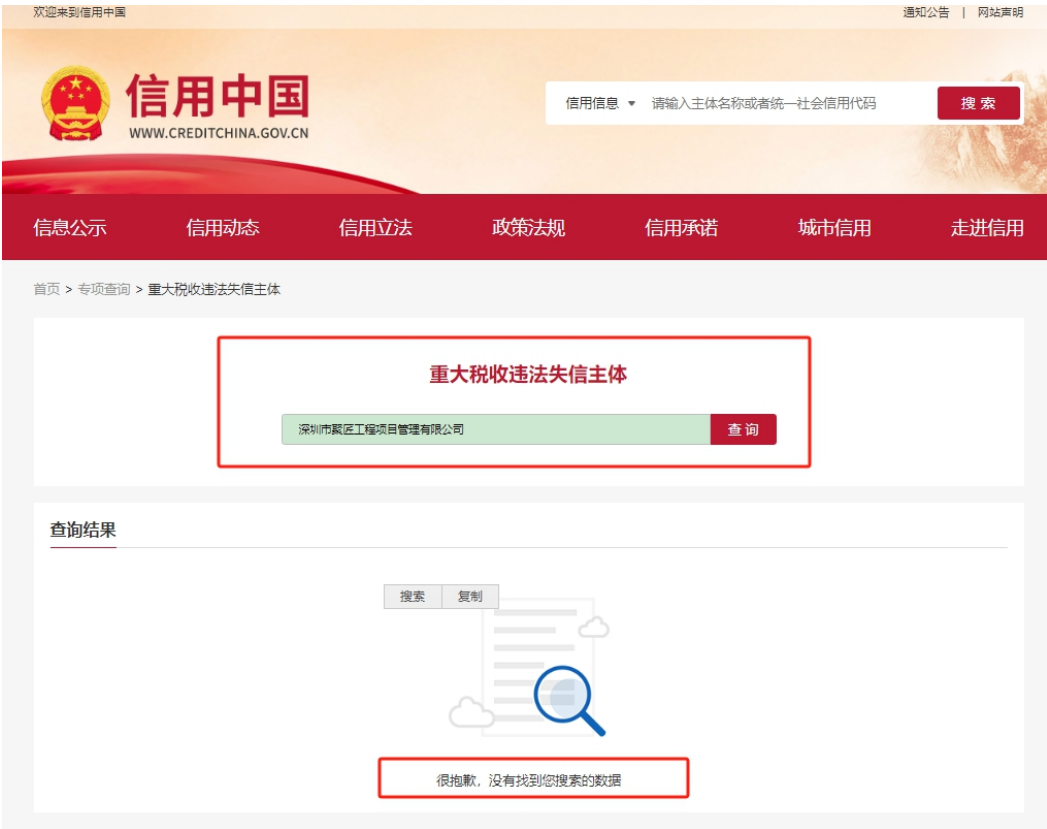 欢迎来到信用中国
通知公告 | 网站声明
信用中国
WWW.CREDITCHINA.GOV.CN
信用信息 请输入主体名称或者统一社会信用代码 搜索
信息公示 信用动态 信用立法 政策法规 信用承诺 城市信用 走进信用
首页 > 专项查询 > 重大税收违法失信主体
重大税收违法失信主体
深圳市聚匠工程项目管理有限公司 查询
查询结果
搜索 复制
很抱歉，没有找到您搜索的数据